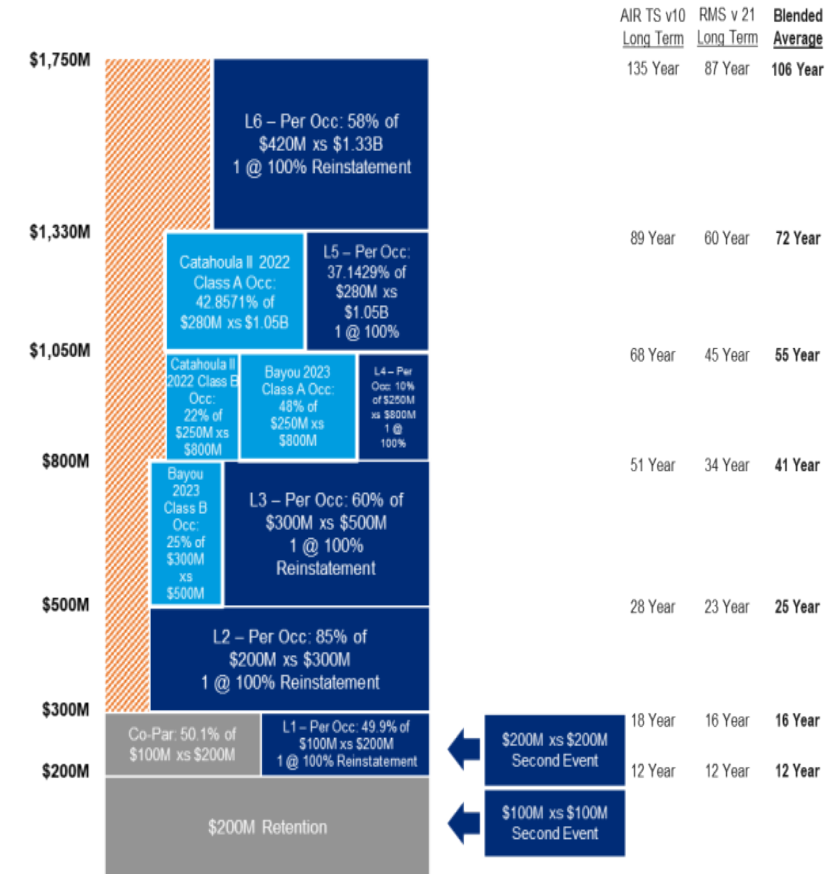 AIR TS v10 RMS v 21 Blended
Long Term Long Term Average
$1,750M
135 Year 87 Year 106 Year
L6 – Per Occ: 58% of
$420M xs $1.33B
1 @ 100% Reinstatement
$1,330M
89 Year 60 Year 72 Year
Catahoula II 2022
Class A Occ:
42.8571% of
$280M xs $1.05B
L5 – Per Occ:
37.1429% of
$280M xs
$1.05B
1 @ 100%
$1,050M
68 Year 45 Year 55 Year
Catahoula II
2022 Class B
Occ:
22% of
$250M xs
$800M
Bayou 2023
Class A Occ:
48% of
$250M xs
$800M
L4 – Per
Occ: 10%
of $250M
xs $800M
1 @
100%
$800M
51 Year 34 Year 41 Year
Bayou
2023
Class B
Occ:
25% of
$300M
xs
$500M
L3 – Per Occ: 60% of
$300M xs $500M
1 @ 100%
Reinstatement
$500M
28 Year 23 Year 25 Year
L2 – Per Occ: 85% of
$200M xs $300M
1 @ 100% Reinstatement
$300M
18 Year 16 Year 16 Year
Co-Par: 50.1% of
$100M xs $200M
L1 – Per Occ: 49.9% of
$100M xs $200M
1 @ 100% Reinstatement
$200M xs $200M
Second Event
$200M
12 Year 12 Year 12 Year
$200M Retention
$100M xs $100M
Second Event